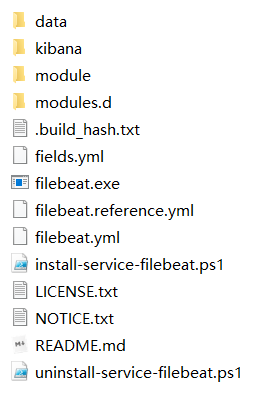 data
kibana
module
modules.d
.build_hash.txt
fields.yml
filebeat.exe
filebeat.reference.yml
filebeat.yml
install-service-filebeat.ps1
LICENSE.txt
NOTICE.txt
README.md
uninstall-service-filebeat.ps1